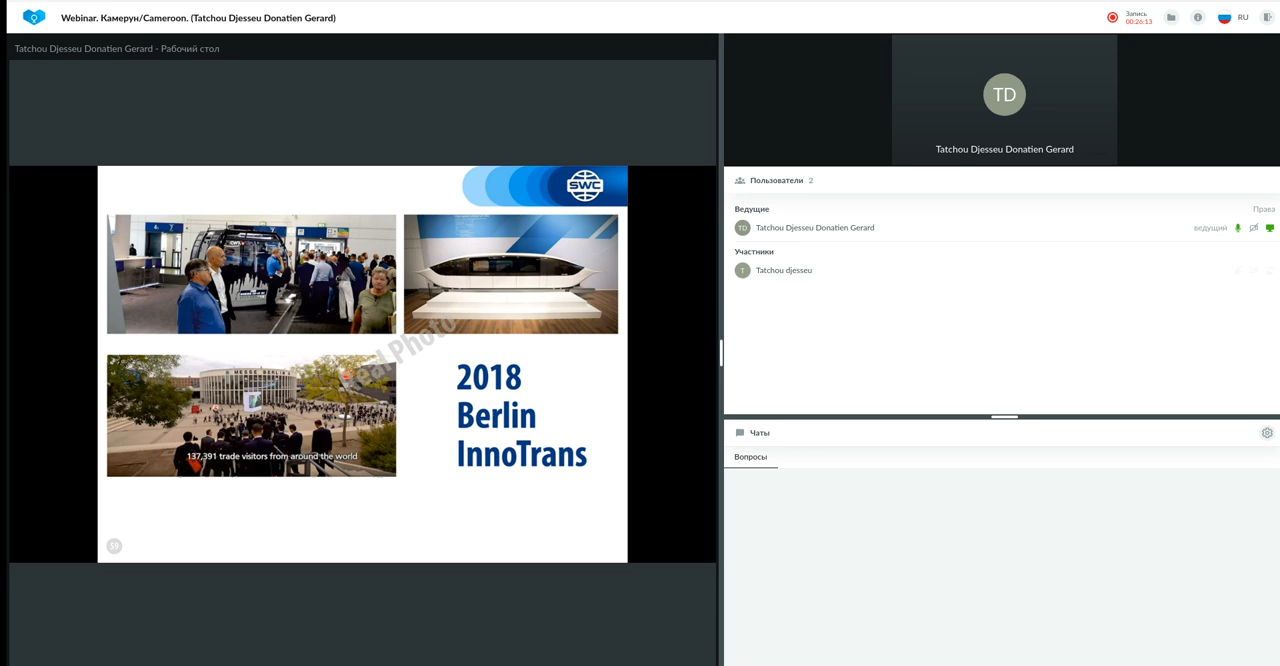 Webinar. Камерун/Cameroon. (Tatchou Djesseu Donatien Gerard)
Запись
00:26:13
RU
Tatchou Djesseu Donatien Gerard - Рабочий стол
TD
Tatchou Djesseu Donatien Gerard
SWC
Real Photo
137,391 trade visitors from around the world
2018
Berlin
InnoTrans
59
Пользователи 2
Ведущие Права
TD Tatchou Djesseu Donatien Gerard ведущий
Участники
T Tatchou djesseu
Чаты
Вопросы